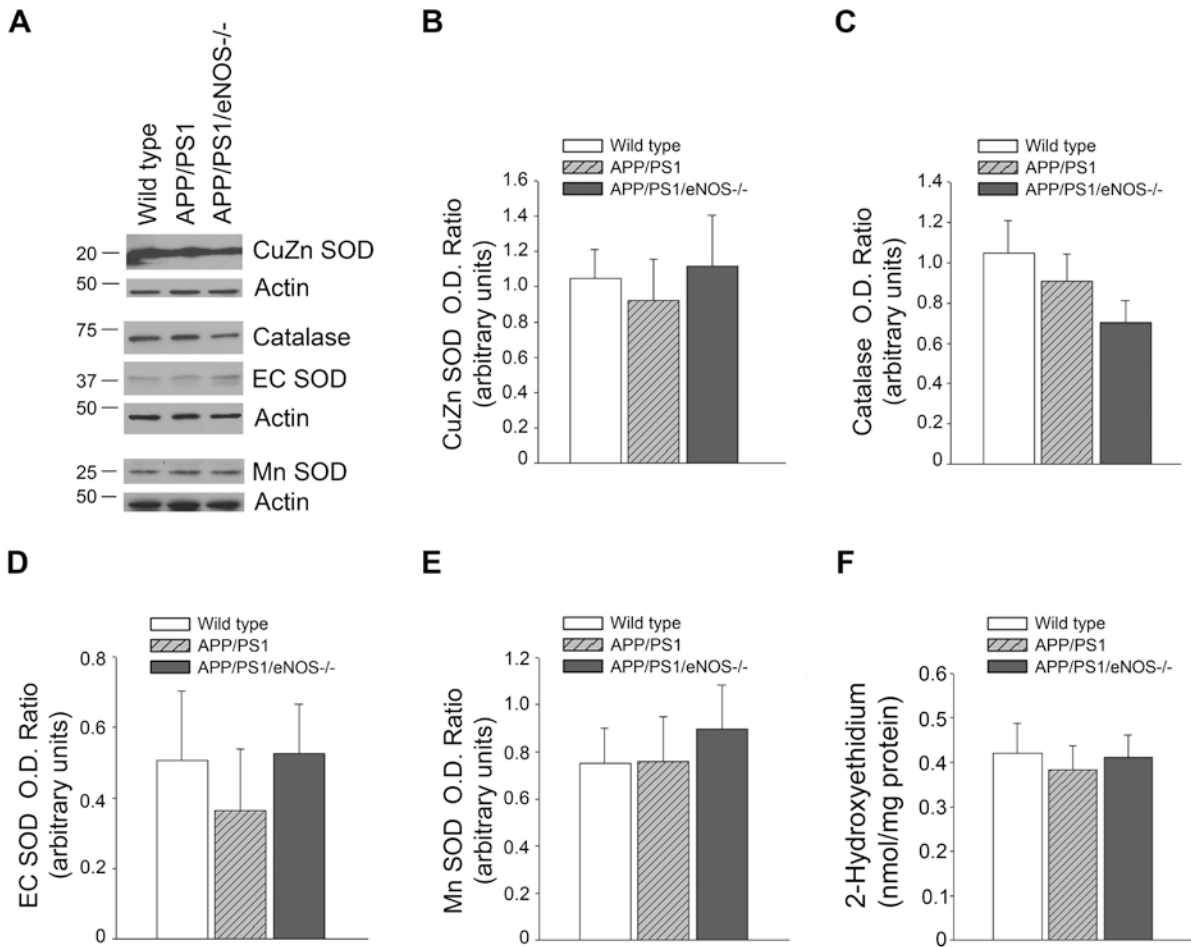 A
Wild type
APP/PS1
APP/PS1/eNOS-/-
20
CuZn SOD
50
Actin
75
Catalase
37
EC SOD
50
Actin
25
Mn SOD
50
Actin
B
Wild type
APP/PS1
APP/PS1/eNOS-/-
CuZn SOD O.D. Ratio
(arbitrary units)
1.6
1.4
1.2
1.0
0.8
0.6
0.4
0.2
0
C
Wild type
APP/PS1
APP/PS1/eNOS-/-
Catalase O.D. Ratio
(arbitrary units)
1.4
1.2
1.0
0.8
0.6
0.4
0.2
0
D
Wild type
APP/PS1
APP/PS1/eNOS-/-
EC SOD O.D. Ratio
(arbitrary units)
0.8
0.6
0.4
0.2
0
E
Wild type
APP/PS1
APP/PS1/eNOS-/-
Mn SOD O.D. Ratio
(arbitrary units)
1.2
1.0
0.8
0.6
0.4
0.2
0
F
Wild type
APP/PS1
APP/PS1/eNOS-/-
2-Hydroxyethidium
(nmol/mg protein)
0.6
0.5
0.4
0.3
0.2
0.1
0